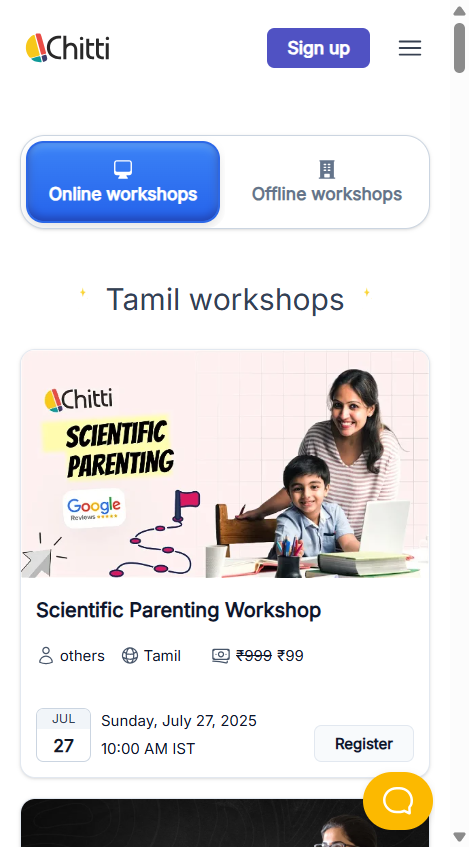 Chitti
Sign up
Online workshops
Offline workshops
Tamil workshops
Chitti
SCIENTIFIC
PARENTING
Google
Reviews
Scientific Parenting Workshop
others
Tamil
₹999 ₹99
JUL
27
Sunday, July 27, 2025
10:00 AM IST
Register